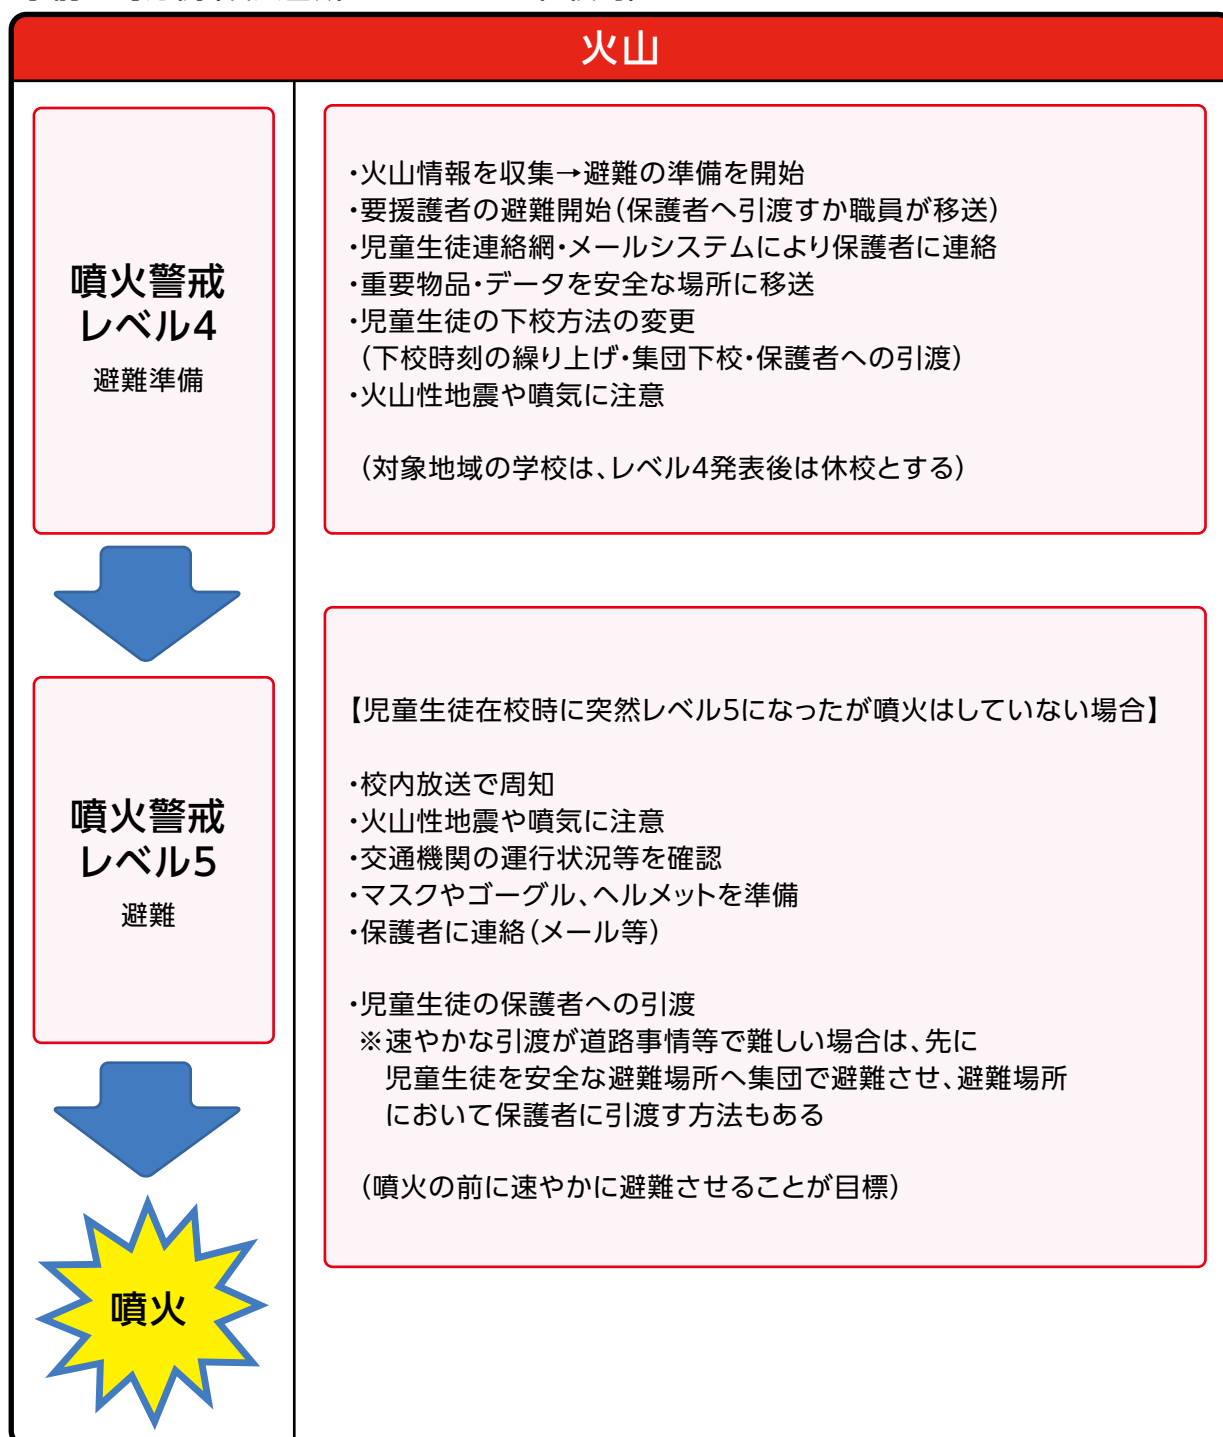 火山
噴火警戒
レベル4
避難準備
・火山情報を収集→避難の準備を開始
・要援護者の避難開始（保護者へ引渡すか職員が移送）
・児童生徒連絡網・メールシステムにより保護者に連絡
・重要物品・データを安全な場所に移送
・児童生徒の下校方法の変更
（下校時刻の繰り上げ・集団下校・保護者への引渡）
・火山性地震や噴気に注意
（対象地域の学校は、レベル4発表後は休校とする）
噴火警戒
レベル5
避難
【児童生徒在校時に突然レベル5になったが噴火はしていない場合】
・校内放送で周知
・火山性地震や噴気に注意
・交通機関の運行状況等を確認
・マスクやゴーグル、ヘルメットを準備
・保護者に連絡（メール等）
・児童生徒の保護者への引渡
※速やかな引渡が道路事情等で難しい場合は、先に
児童生徒を安全な避難場所へ集団で避難させ、避難場所
において保護者に引渡す方法もある
（噴火の前に速やかに避難させることが目標）
噴火